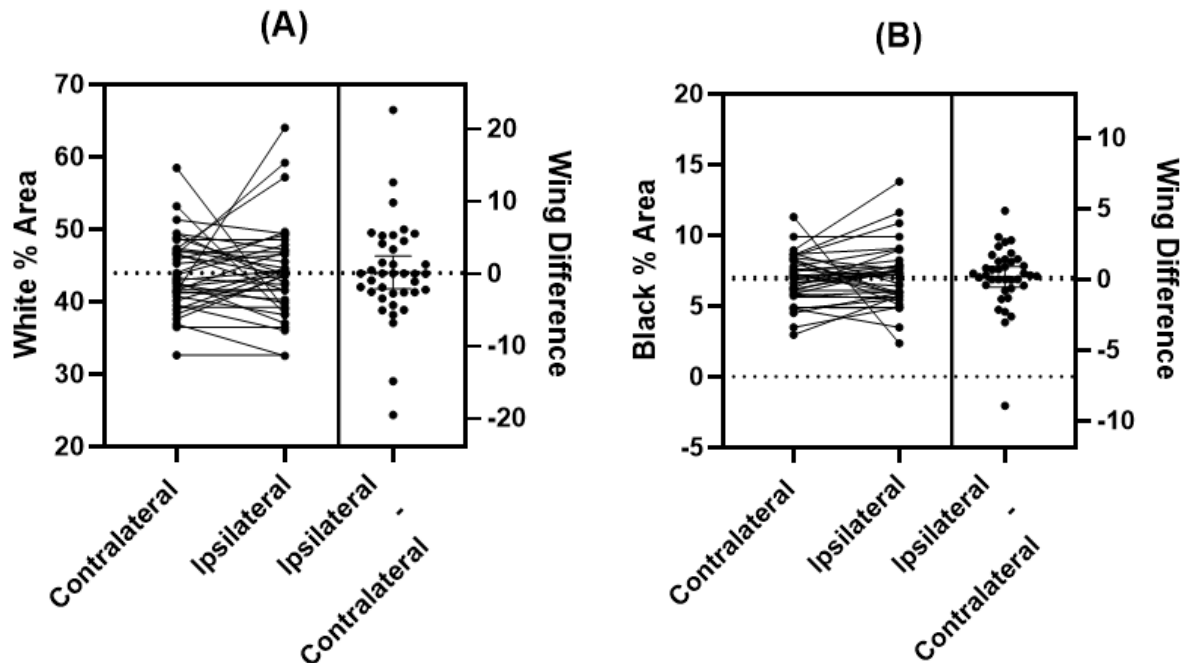 (A)
White % Area
70
60
50
40
30
20
20
10
0
-10
-20
Wing Difference
Contralateral
Ipsilateral
Ipsilateral
-
Contralateral
(B)
Black % Area
20
15
10
5
0
-5
10
5
0
-5
-10
Wing Difference
Contralateral
Ipsilateral
Ipsilateral
-
Contralateral